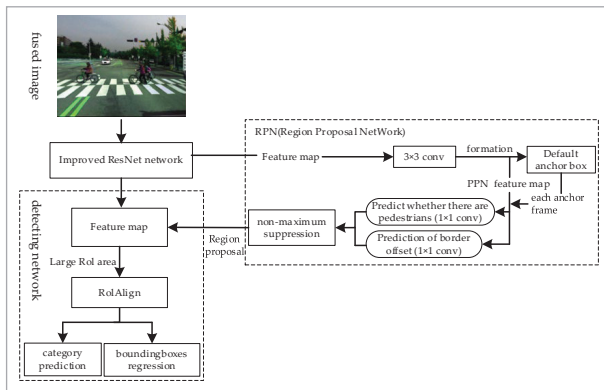 fused image
RPN(Region Proposal NetWork)
Improved ResNet network
Feature map
3×3 conv
formation
Default
anchor box
PPN feature map
each anchor
frame
detecting network
Feature map
Region
proposal
non-maximum
suppression
Predict whether there are
pedestrians (1×1 conv)
Prediction of border
offset (1×1 conv)
Large RoI area
RoIAlign
category
prediction
boundingboxes
regression